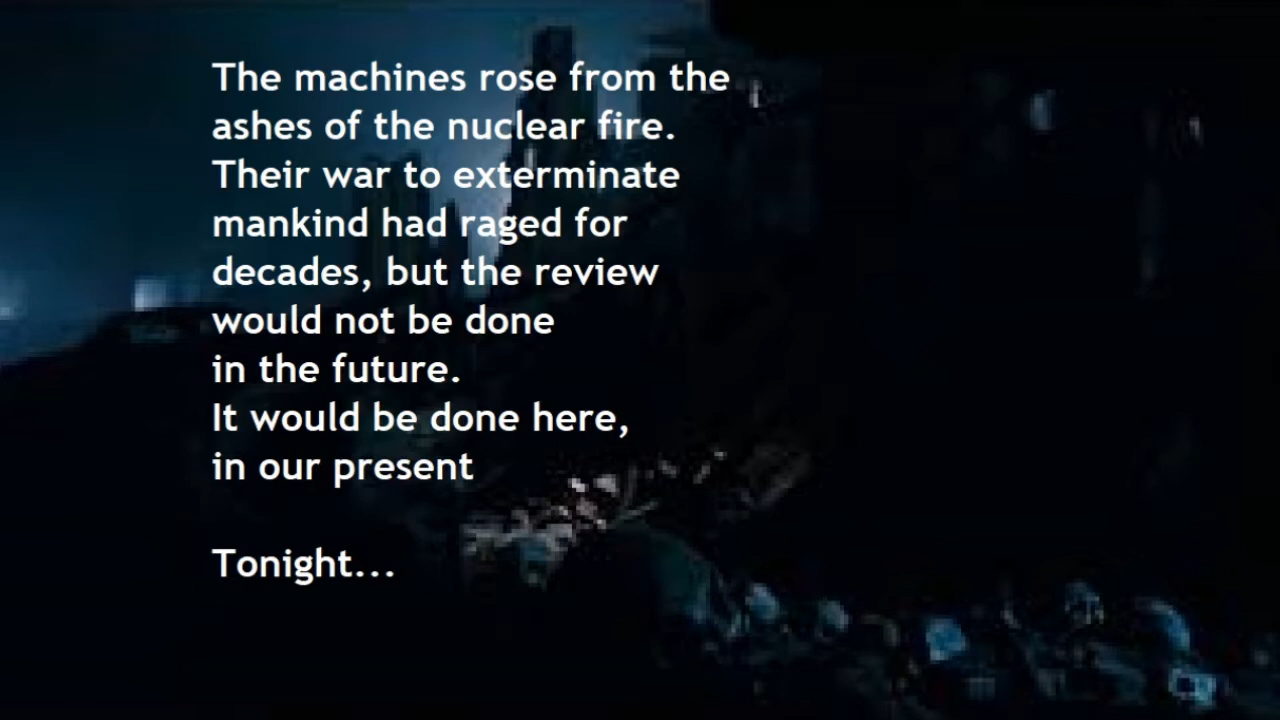 The machines rose from the
ashes of the nuclear fire.
Their war to exterminate
mankind had raged for
decades, but the review
would not be done
in the future.
It would be done here,
in our present
Tonight...